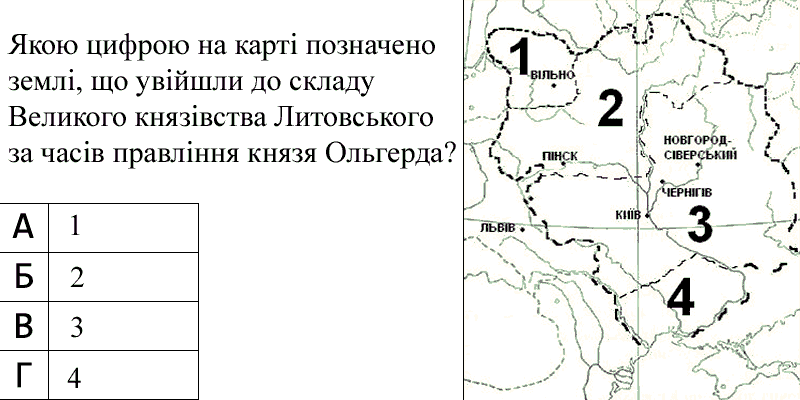 Якою цифрою на карті позначено
землі, що увійшли до складу
Великого князівства Литовського
за часів правління князя Ольгерда?
А 1
Б 2
В 3
Г 4
1
ВІЛЬНО
2
НОВГОРОД-
СІВЕРСЬКИЙ
ПІНСК
ЧЕРНІГІВ
КИЇВ
ЛЬВІВ
3
4